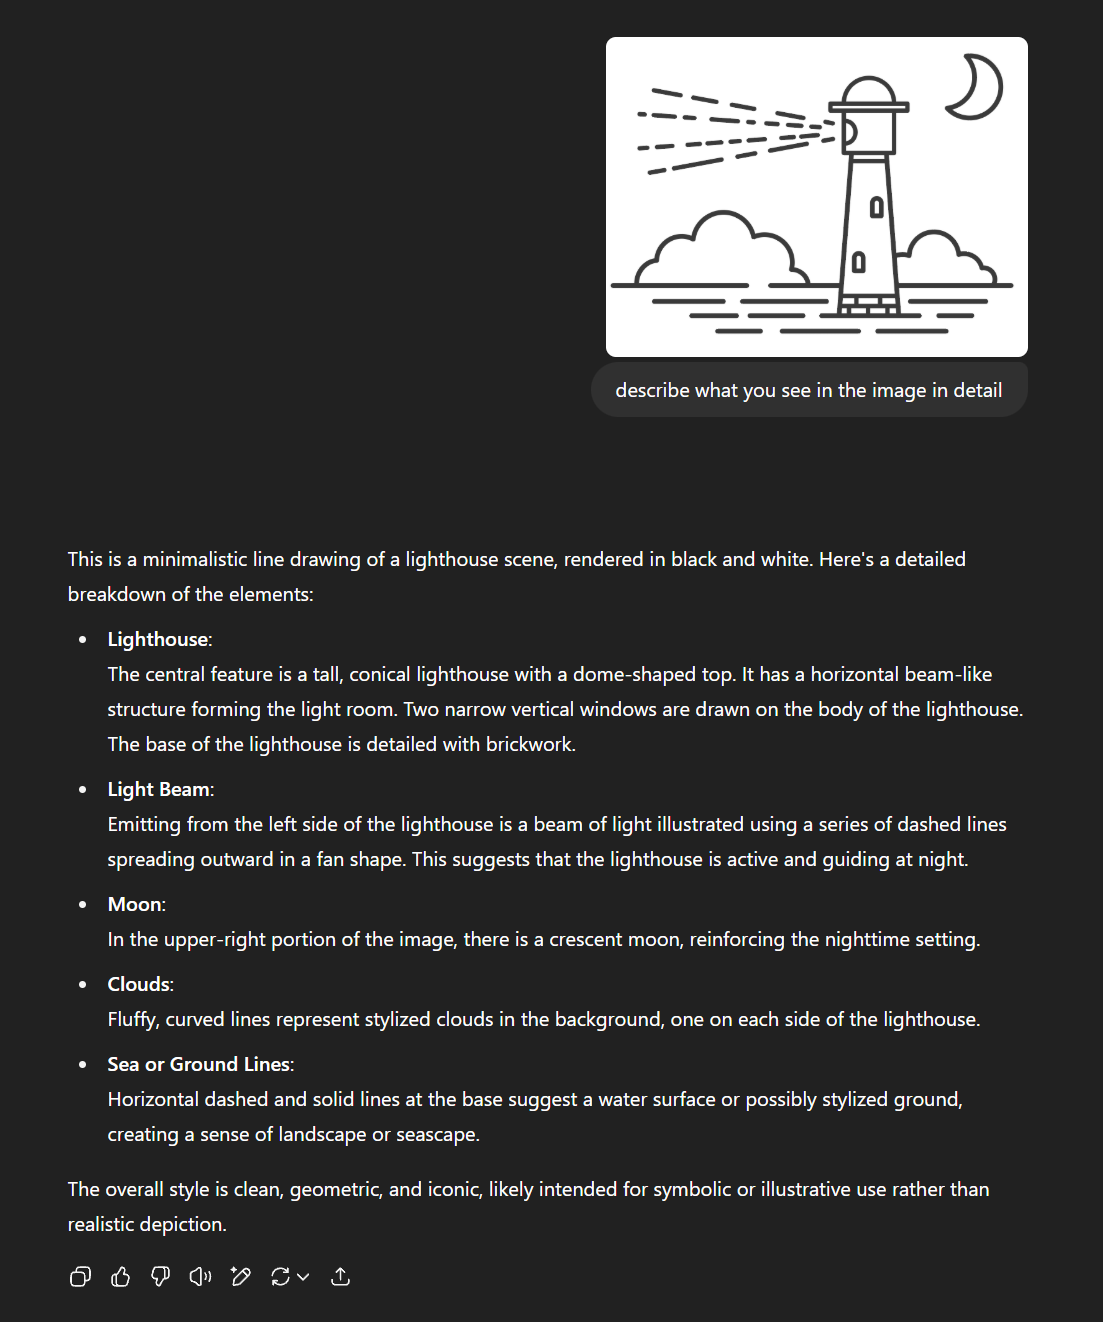 describe what you see in the image in detail
This is a minimalistic line drawing of a lighthouse scene, rendered in black and white. Here's a detailed
breakdown of the elements:
• Lighthouse:
The central feature is a tall, conical lighthouse with a dome-shaped top. It has a horizontal beam-like
structure forming the light room. Two narrow vertical windows are drawn on the body of the lighthouse.
The base of the lighthouse is detailed with brickwork.
• Light Beam:
Emitting from the left side of the lighthouse is a beam of light illustrated using a series of dashed lines
spreading outward in a fan shape. This suggests that the lighthouse is active and guiding at night.
• Moon:
In the upper-right portion of the image, there is a crescent moon, reinforcing the nighttime setting.
• Clouds:
Fluffy, curved lines represent stylized clouds in the background, one on each side of the lighthouse.
• Sea or Ground Lines:
Horizontal dashed and solid lines at the base suggest a water surface or possibly stylized ground,
creating a sense of landscape or seascape.
The overall style is clean, geometric, and iconic, likely intended for symbolic or illustrative use rather than
realistic depiction.